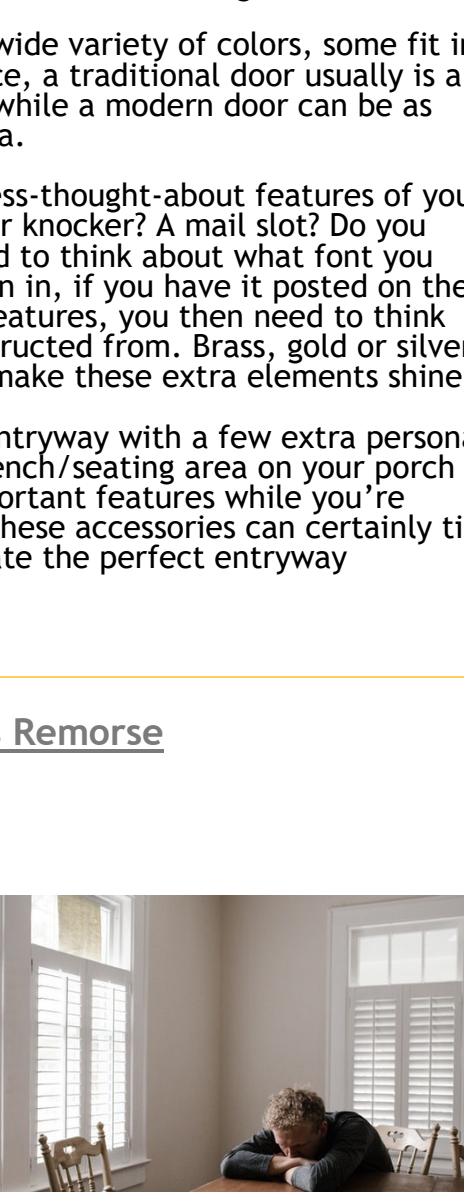 wide variety of colors, some fit in
ce, a traditional door usually is a
while a modern door can be as
a.
ess-thought-about features of you
r knocker? A mail slot? Do you
d to think about what font you
n in, if you have it posted on the
eatures, you then need to think
ructed from. Brass, gold or silver
make these extra elements shine
ntryway with a few extra persona
ench/seating area on your porch
portant features while you’re
hese accessories can certainly ti
ate the perfect entryway
s Remorse